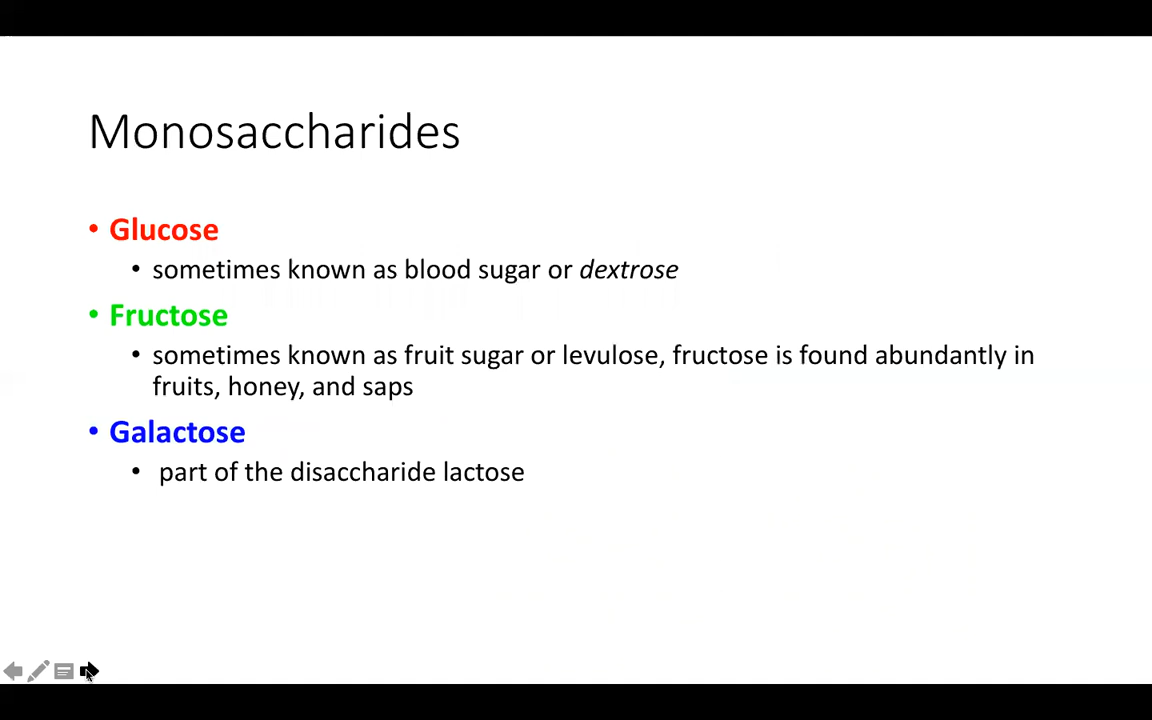 Monosaccharides
• Glucose
• sometimes known as blood sugar or dextrose
• Fructose
• sometimes known as fruit sugar or levulose, fructose is found abundantly in
fruits, honey, and saps
• Galactose
• part of the disaccharide lactose